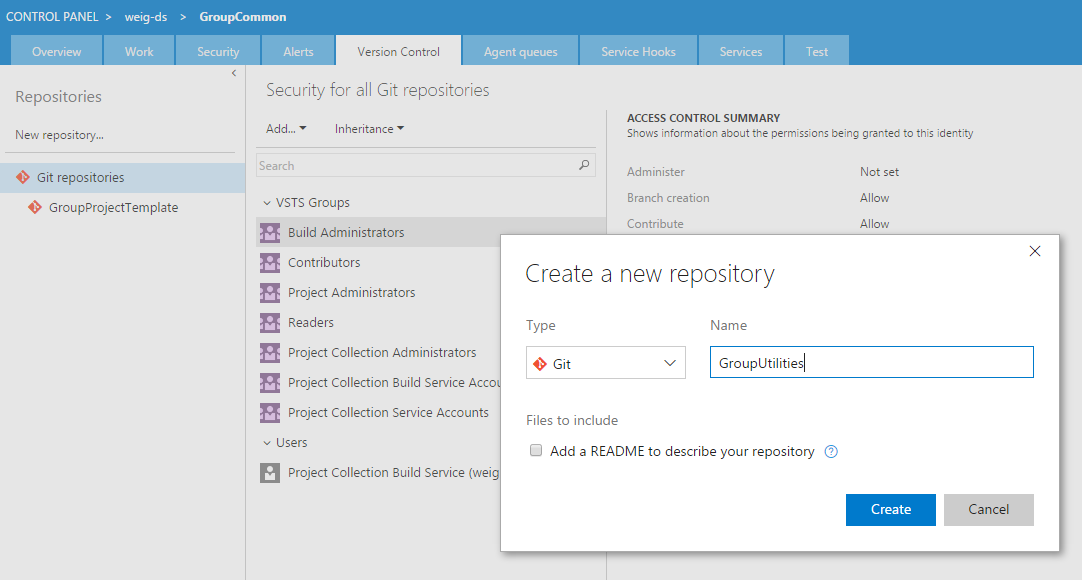 CONTROL PANEL > weig-ds > GroupCommon
Overview Work Security Alerts Version Control Agent queues Service Hooks Services Test
Repositories
New repository...
Git repositories
GroupProjectTemplate
Security for all Git repositories
Add... Inheritance
Search
VSTS Groups
Build Administrators
Contributors
Project Administrators
Readers
Project Collection Administrators
Project Collection Build Service Accou
Project Collection Service Accounts
Users
Project Collection Build Service (weig
ACCESS CONTROL SUMMARY
Shows information about the permissions being granted to this identity
Administer Not set
Branch creation Allow
Contribute Allow
Create a new repository
Type Name
Git GroupUtilities
Files to include
Add a README to describe your repository ?
Create Cancel